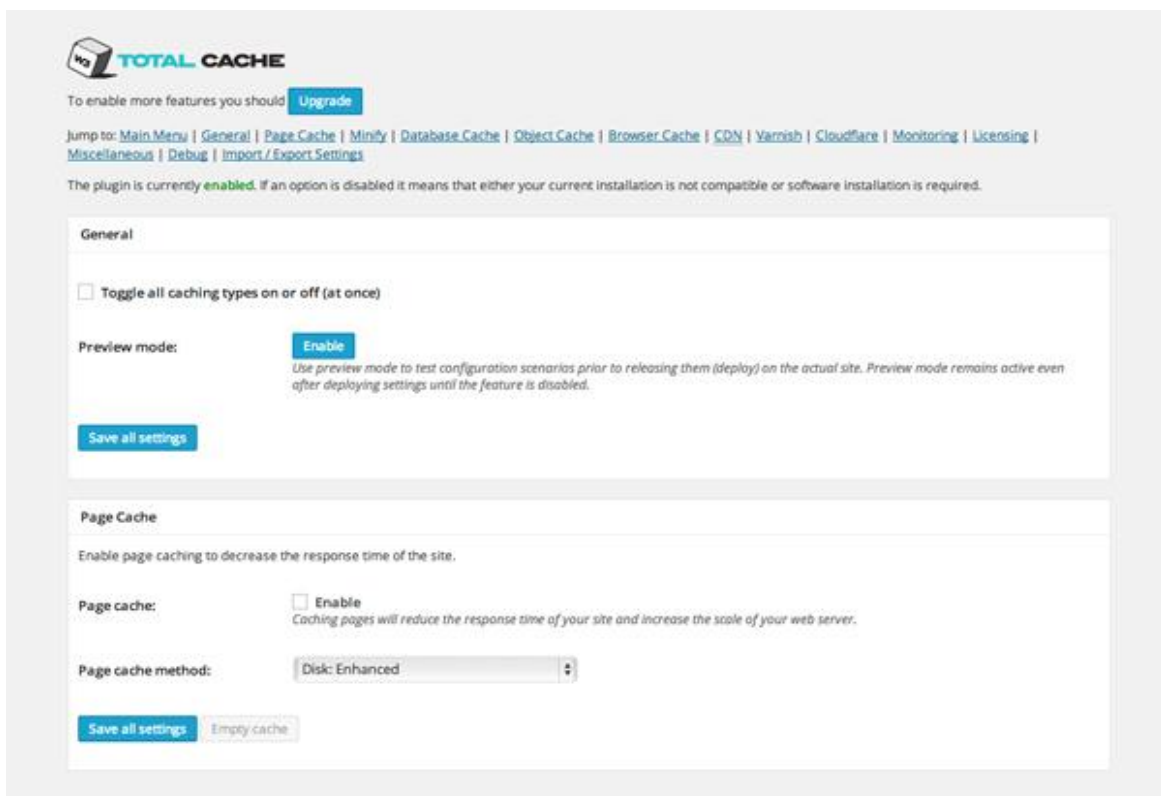 W3 TOTAL CACHE
To enable more features you should Upgrade
Jump to: Main Menu | General | Page Cache | Minify | Database Cache | Object Cache | Browser Cache | CDN | Varnish | Cloudflare | Monitoring | Licensing |
Miscellaneous | Debug | Import / Export Settings
The plugin is currently enabled. If an option is disabled it means that either your current installation is not compatible or software installation is required.
General
Toggle all caching types on or off (at once)
Preview mode: Enable
Use preview mode to test configuration scenarios prior to releasing them (deploy) on the actual site. Preview mode remains active even
after deploying settings until the feature is disabled.
Save all settings
Page Cache
Enable page caching to decrease the response time of the site.
Page cache: Enable
Caching pages will reduce the response time of your site and increase the scale of your web server.
Page cache method: Disk: Enhanced
Save all settings Empty cache